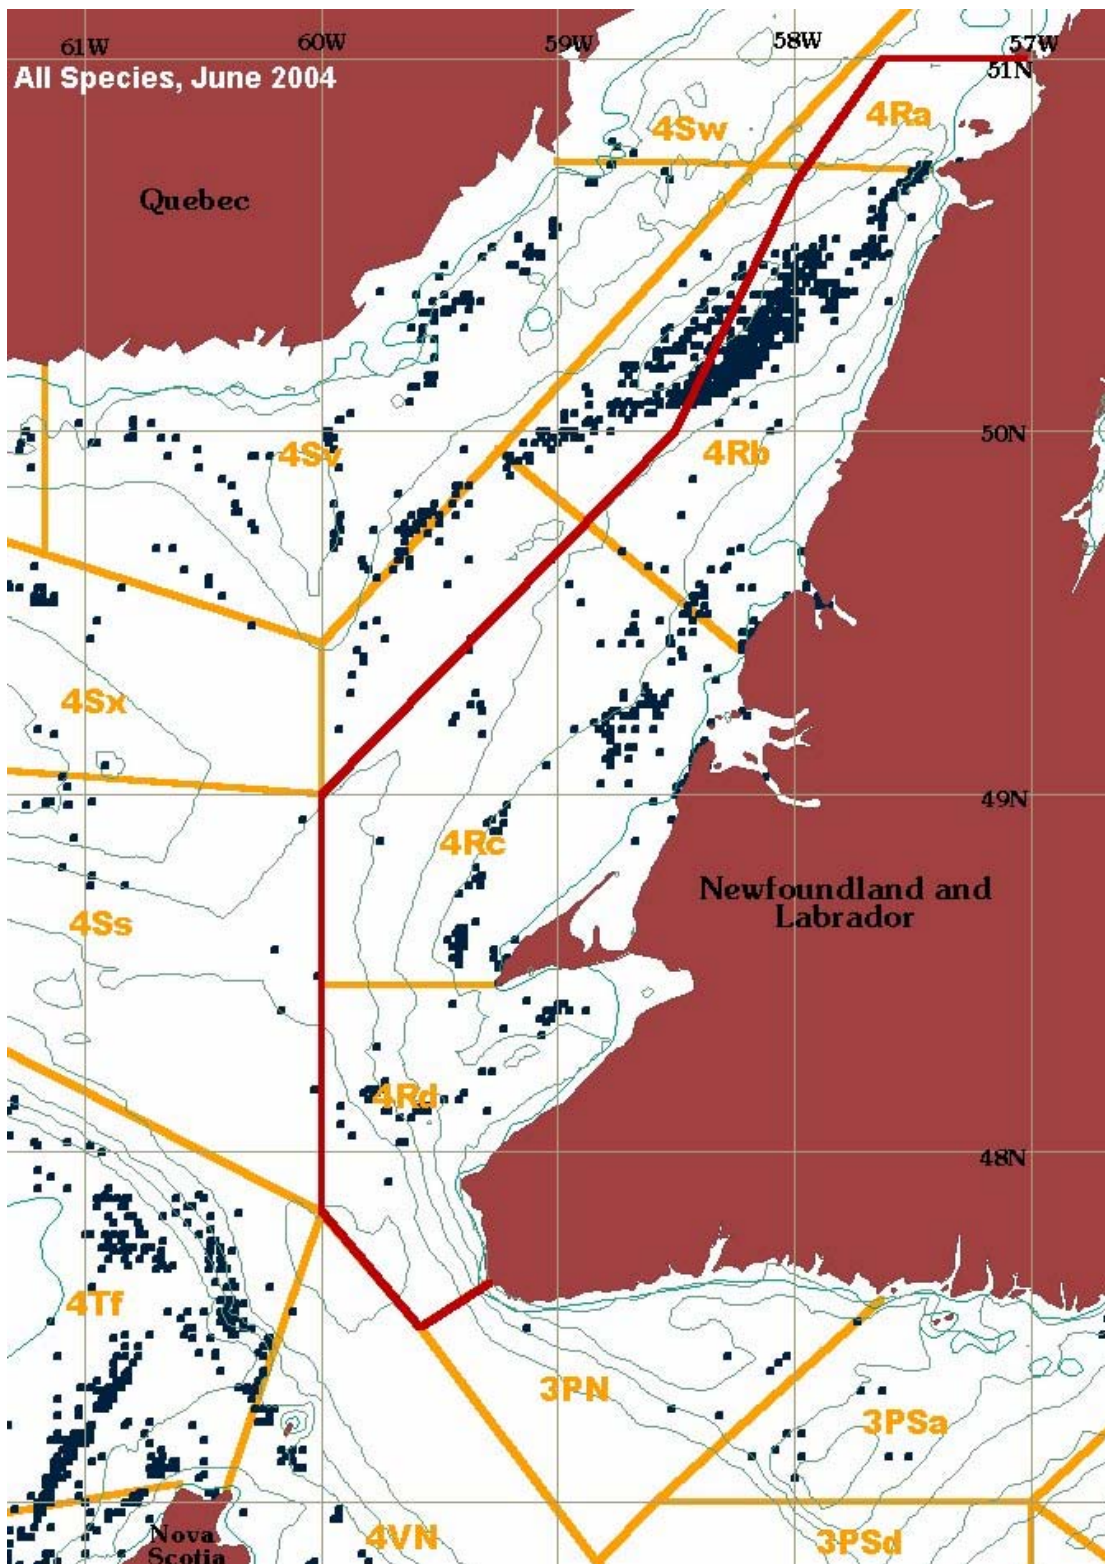 61W
60W
59W
58W
57W
All Species, June 2004
51N
4Ra
4Sw
Quebec
50N
4Sv
4Rb
4Sx
49N
4Rc
Newfoundland and
Labrador
4Ss
4Rd
48N
4Tf
3PN
3PSa
Nova
Scotia
4VN
3PSd